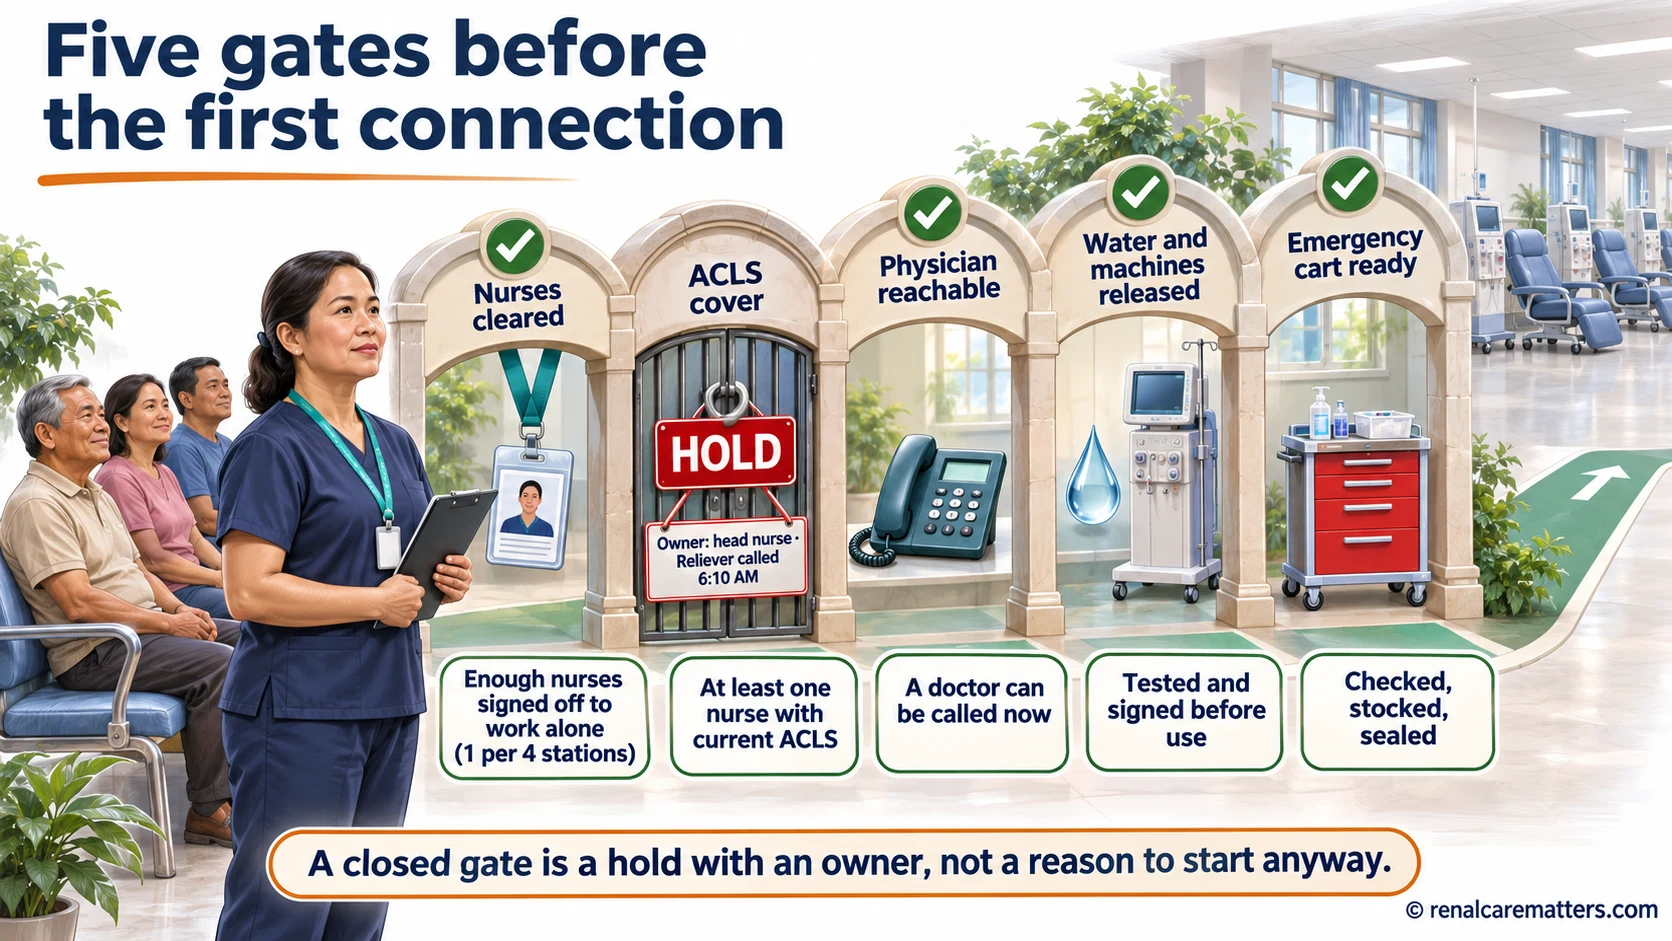 Five gates before
the first connection
Nurses
cleared
ACLS
cover
Physician
reachable
Water and
machines
released
Emergency
cart ready
HOLD
Owner: head nurse ·
Reliever called
6:10 AM
Enough nurses
signed off to
work alone
(1 per 4 stations)
At least one
nurse with
current ACLS
A doctor can
be called now
Tested and
signed before
use
Checked,
stocked,
sealed
A closed gate is a hold with an owner, not a reason to start anyway.
© renalcarematters.com